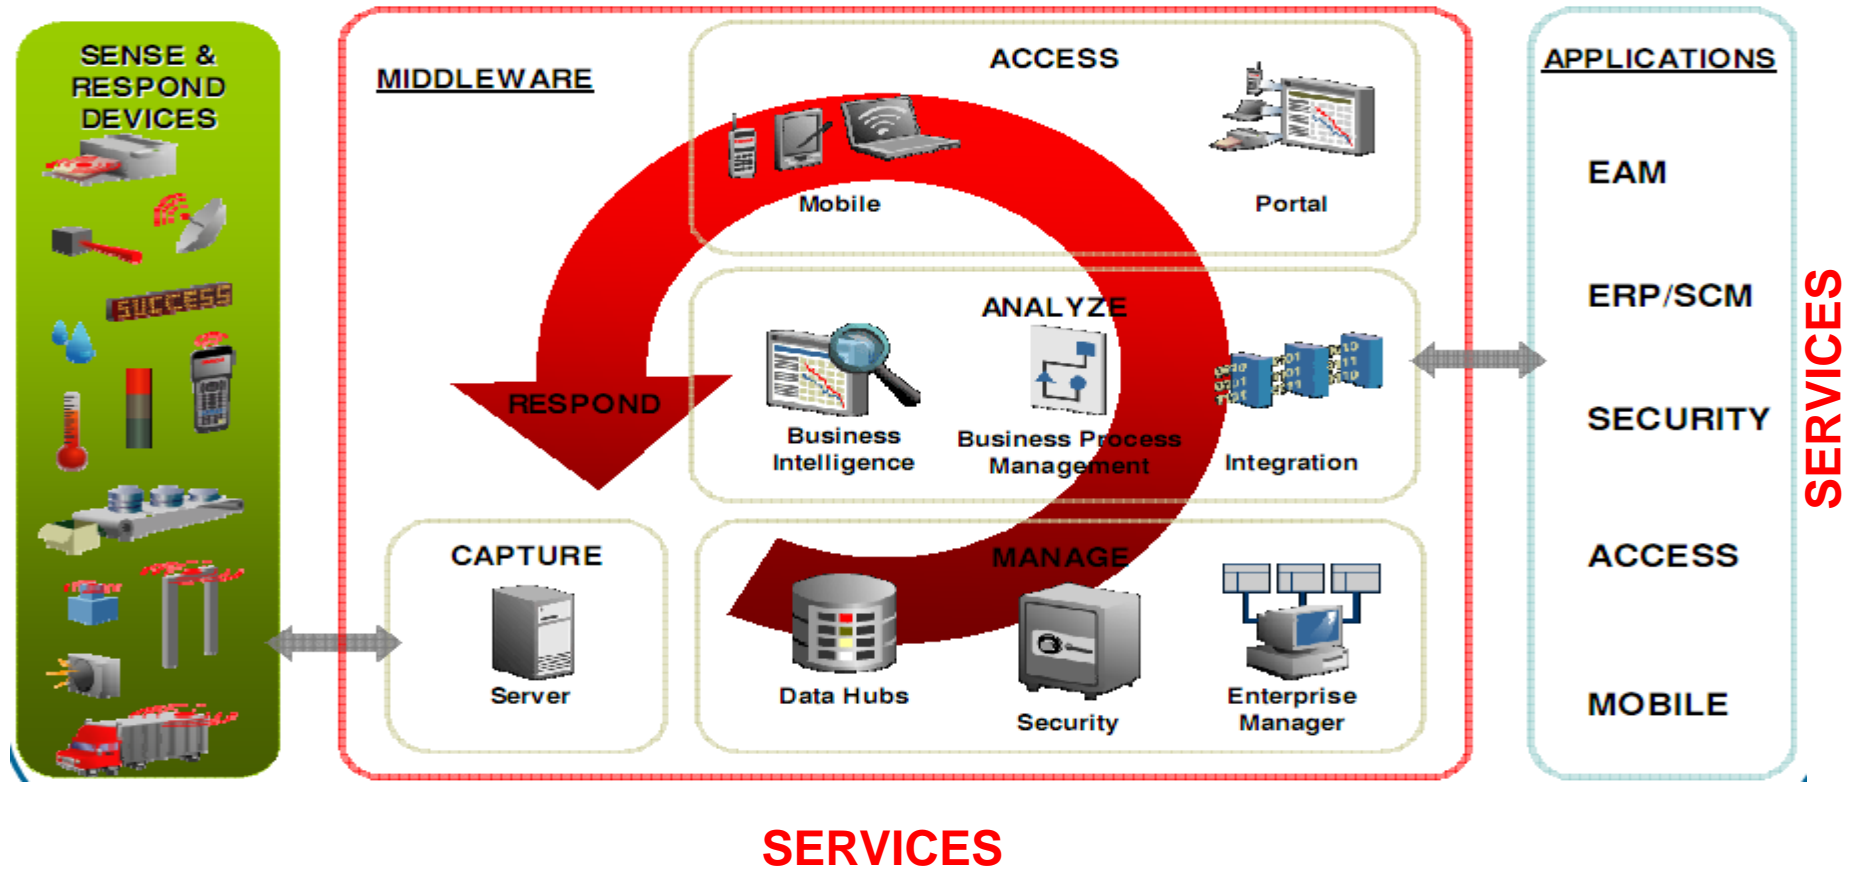 SENSE &
RESPOND
DEVICES
SUCCESS
MIDDLEWARE
ACCESS
Mobile
Portal
ANALYZE
Business
Intelligence
Business Process
Management
Integration
RESPOND
CAPTURE
Server
MANAGE
Data Hubs
Security
Enterprise
Manager
APPLICATIONS
EAM
ERP/SCM
SECURITY
ACCESS
MOBILE
SERVICES
SERVICES